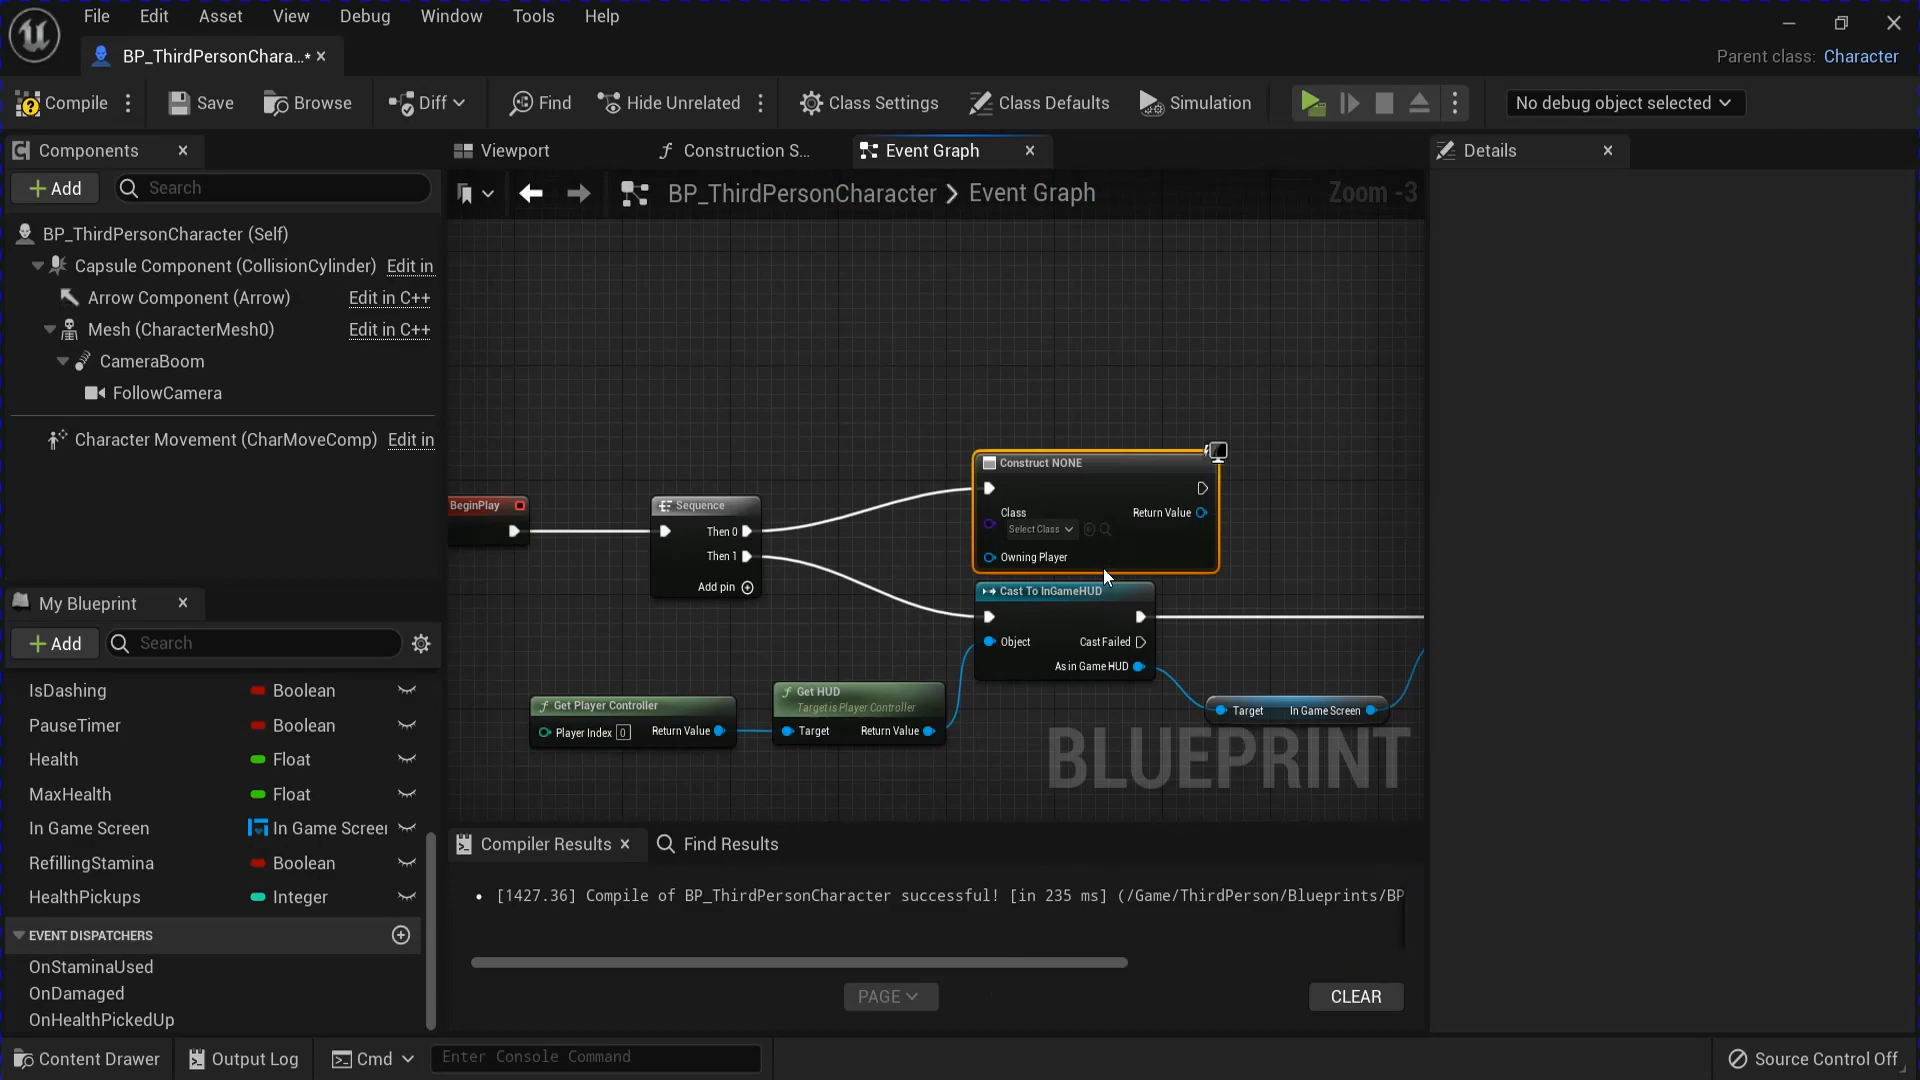 File Edit Asset View Debug Window Tools Help
BP_ThirdPersonChara...* ×
Parent class: Character
Compile Save Browse Diff Find Hide Unrelated Class Settings Class Defaults Simulation No debug object selected
Components
Add Search
BP_ThirdPersonCharacter (Self)
Capsule Component (CollisionCylinder) Edit in
Arrow Component (Arrow) Edit in C++
Mesh (CharacterMesh0) Edit in C++
CameraBoom
FollowCamera
Character Movement (CharMoveComp) Edit in
My Blueprint
Add Search
IsDashing Boolean
PauseTimer Boolean
Health Float
MaxHealth Float
In Game Screen In Game Screen
RefillingStamina Boolean
HealthPickups Integer
EVENT DISPATCHERS
OnStaminaUsed
OnDamaged
OnHealthPickedUp
Viewport Construction S... Event Graph
BP_ThirdPersonCharacter > Event Graph Zoom -3
BeginPlay
Sequence
Then 0
Then 1
Add pin
Construct NONE
Class
Select Class
Return Value
Owning Player
Cast To InGameHUD
Object
Cast Failed
As in Game HUD
Get Player Controller
Player Index 0 Return Value
Get HUD
Target is Player Controller
Target Return Value
Target In Game Screen
BLUEPRINT
Compiler Results Find Results
• [1427.36] Compile of BP_ThirdPersonCharacter successful! [in 235 ms] (/Game/ThirdPerson/Blueprints/BP
PAGE CLEAR
Details
Content Drawer Output Log Cmd Enter Console Command Source Control Off